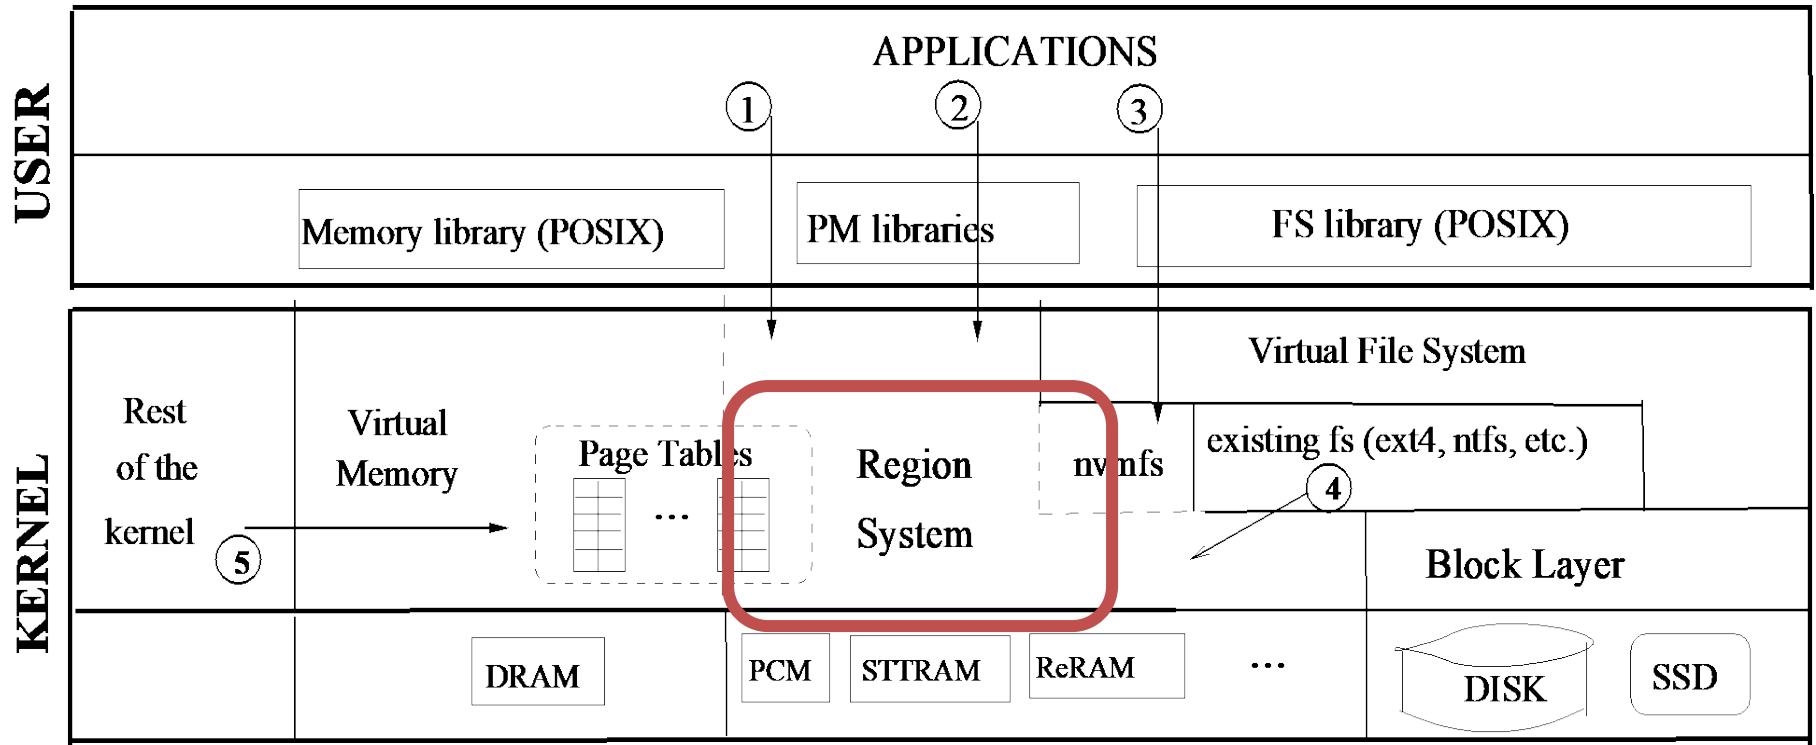 USER
APPLICATIONS
1
2
3
Memory library (POSIX)
PM libraries
FS library (POSIX)
KERNEL
Rest
of the
kernel
5
Virtual
Memory
Page Tables
...
Region
System
Virtual File System
nvmfs
existing fs (ext4, ntfs, etc.)
4
Block Layer
DRAM
PCM
STTRAM
ReRAM
...
DISK
SSD